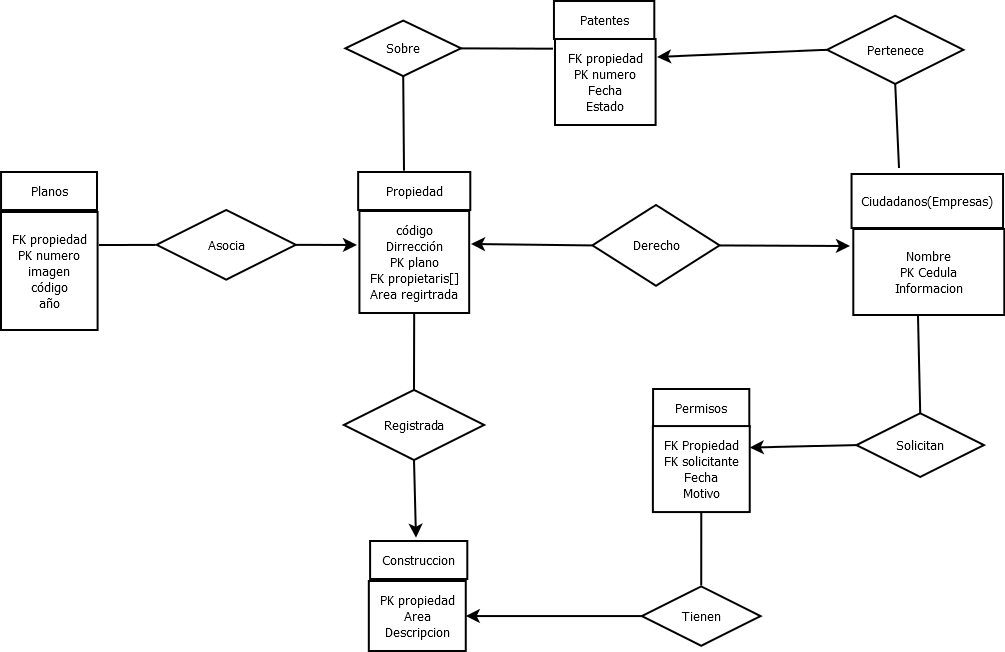 Patentes
FK propiedad
PK numero
Fecha
Estado
Sobre
Pertenece
Planos
FK propiedad
PK numero
imagen
código
año
Asocia
Propiedad
código
Dirrección
PK plano
FK propietaris[]
Area regirtrada
Derecho
Ciudadanos(Empresas)
Nombre
PK Cedula
Informacion
Registrada
Permisos
FK Propiedad
FK solicitante
Fecha
Motivo
Solicitan
Construccion
PK propiedad
Area
Descripcion
Tienen